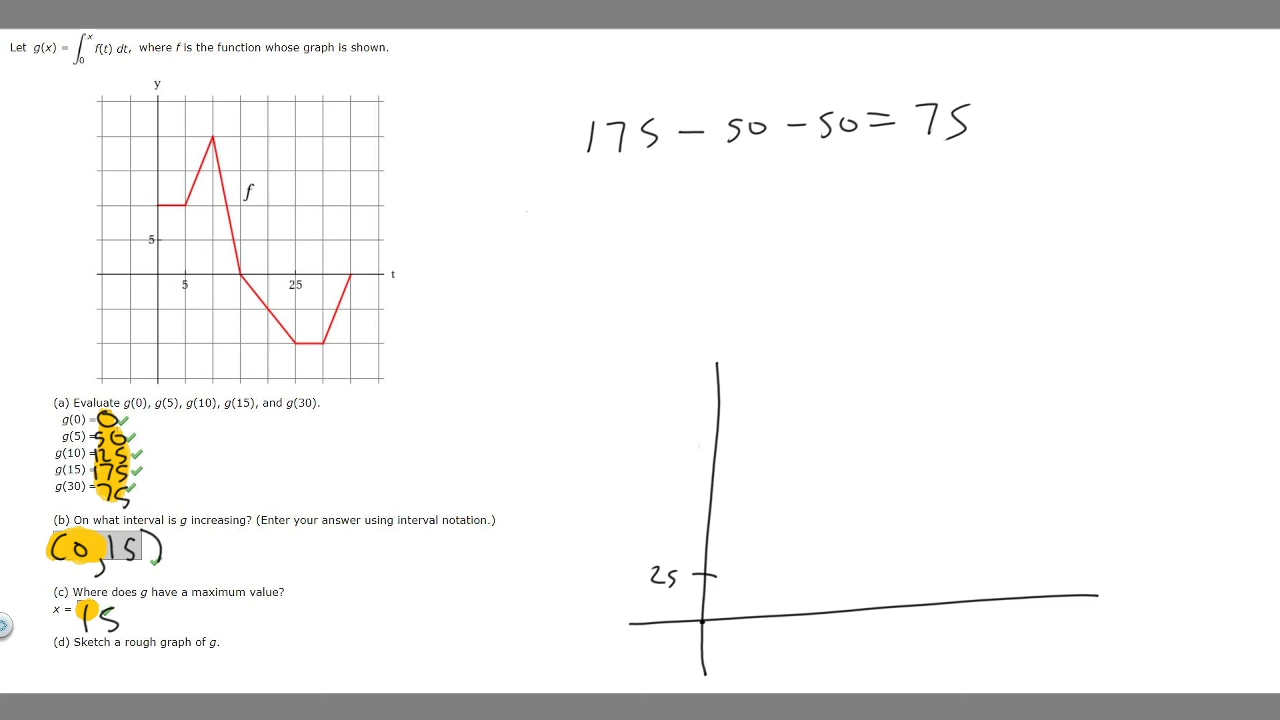 Let g(x) = ∫₀ˣ f(t) dt, where f is the function whose graph is shown.
y
f
5
t
5
25
175 - 50 - 50 = 75
25
(a) Evaluate g(0), g(5), g(10), g(15), and g(30).
g(0) = 0
g(5) = 50
g(10) = 125
g(15) = 175
g(30) = 75
(b) On what interval is g increasing? (Enter your answer using interval notation.)
(0,15)
(c) Where does g have a maximum value?
x = 15
(d) Sketch a rough graph of g.